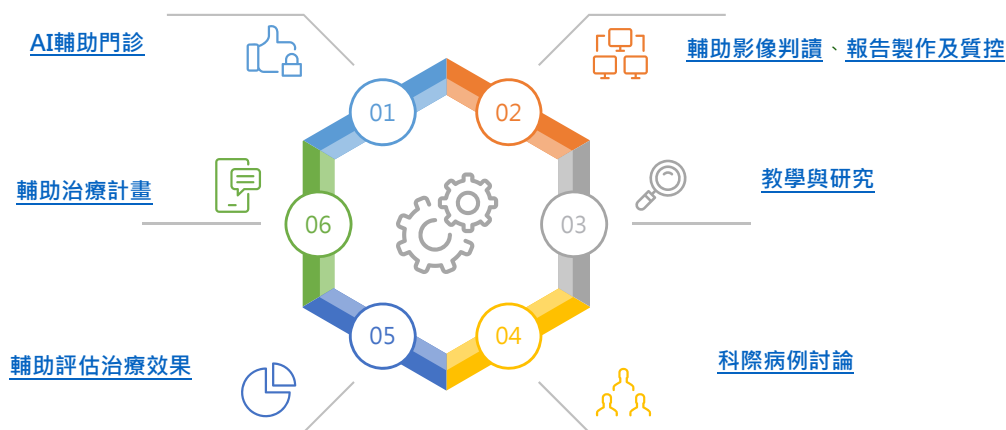 AI輔助門診
輔助影像判讀、報告製作及質控
01
02
輔助治療計畫
教學與研究
06
03
05
04
輔助評估治療效果
科際病例討論